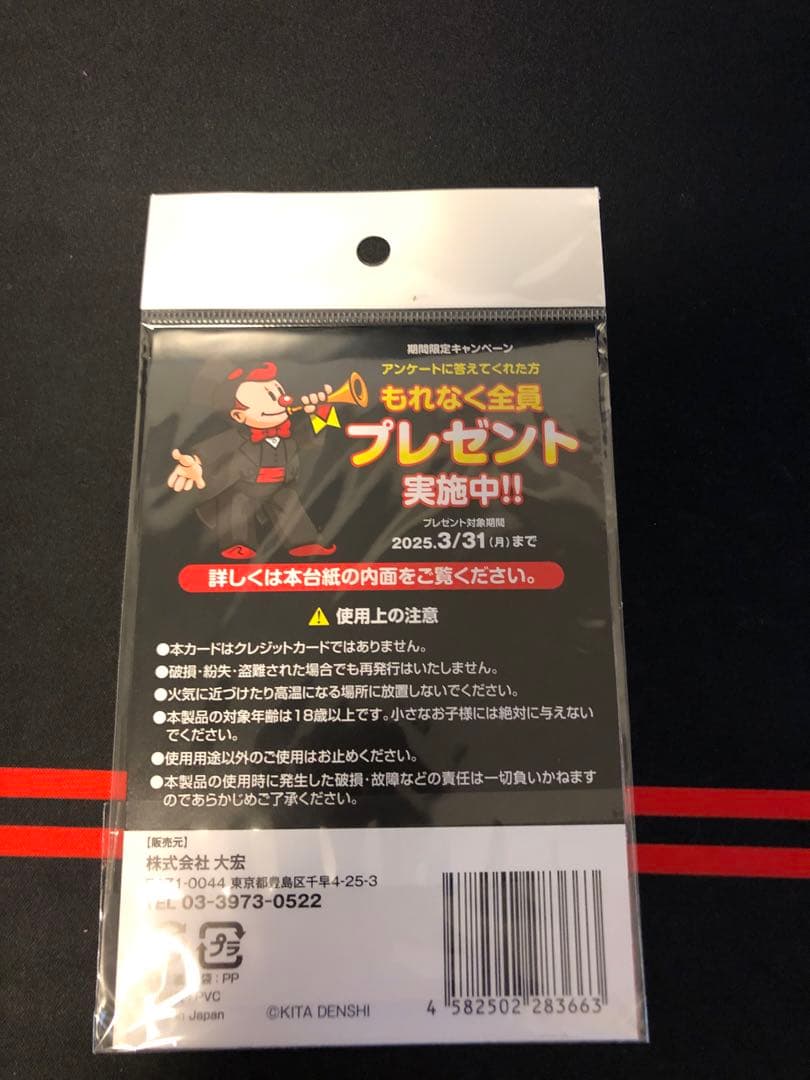 期間限定キャンペーン
アンケートに答えてくれた方
もれなく全員
プレゼント
実施中!!
プレゼント対象期間
2025.3/31(月)まで
詳しくは本台紙の内面をご覧ください。
使用上の注意
●本カードはクレジットカードではありません。
●破損・紛失・盗難された場合でも再発行はいたしません。
●火気に近づけたり高温になる場所に放置しないでください。
●本製品の対象年齢は18歳以上です。小さなお子様には絶対に与えない
でください。
●使用用途以外のご使用はお止めください。
●本製品の使用時に発生した破損・故障などの責任は一切負いかねます
のであらかじめご了承ください。
【販売元】
株式会社 大宏
171-0044 東京都豊島区千早4-25-3
TEL 03-3973-0522
プラ
袋:PP
PVC
Japan
©KITA DENSHI
4 582502 283663